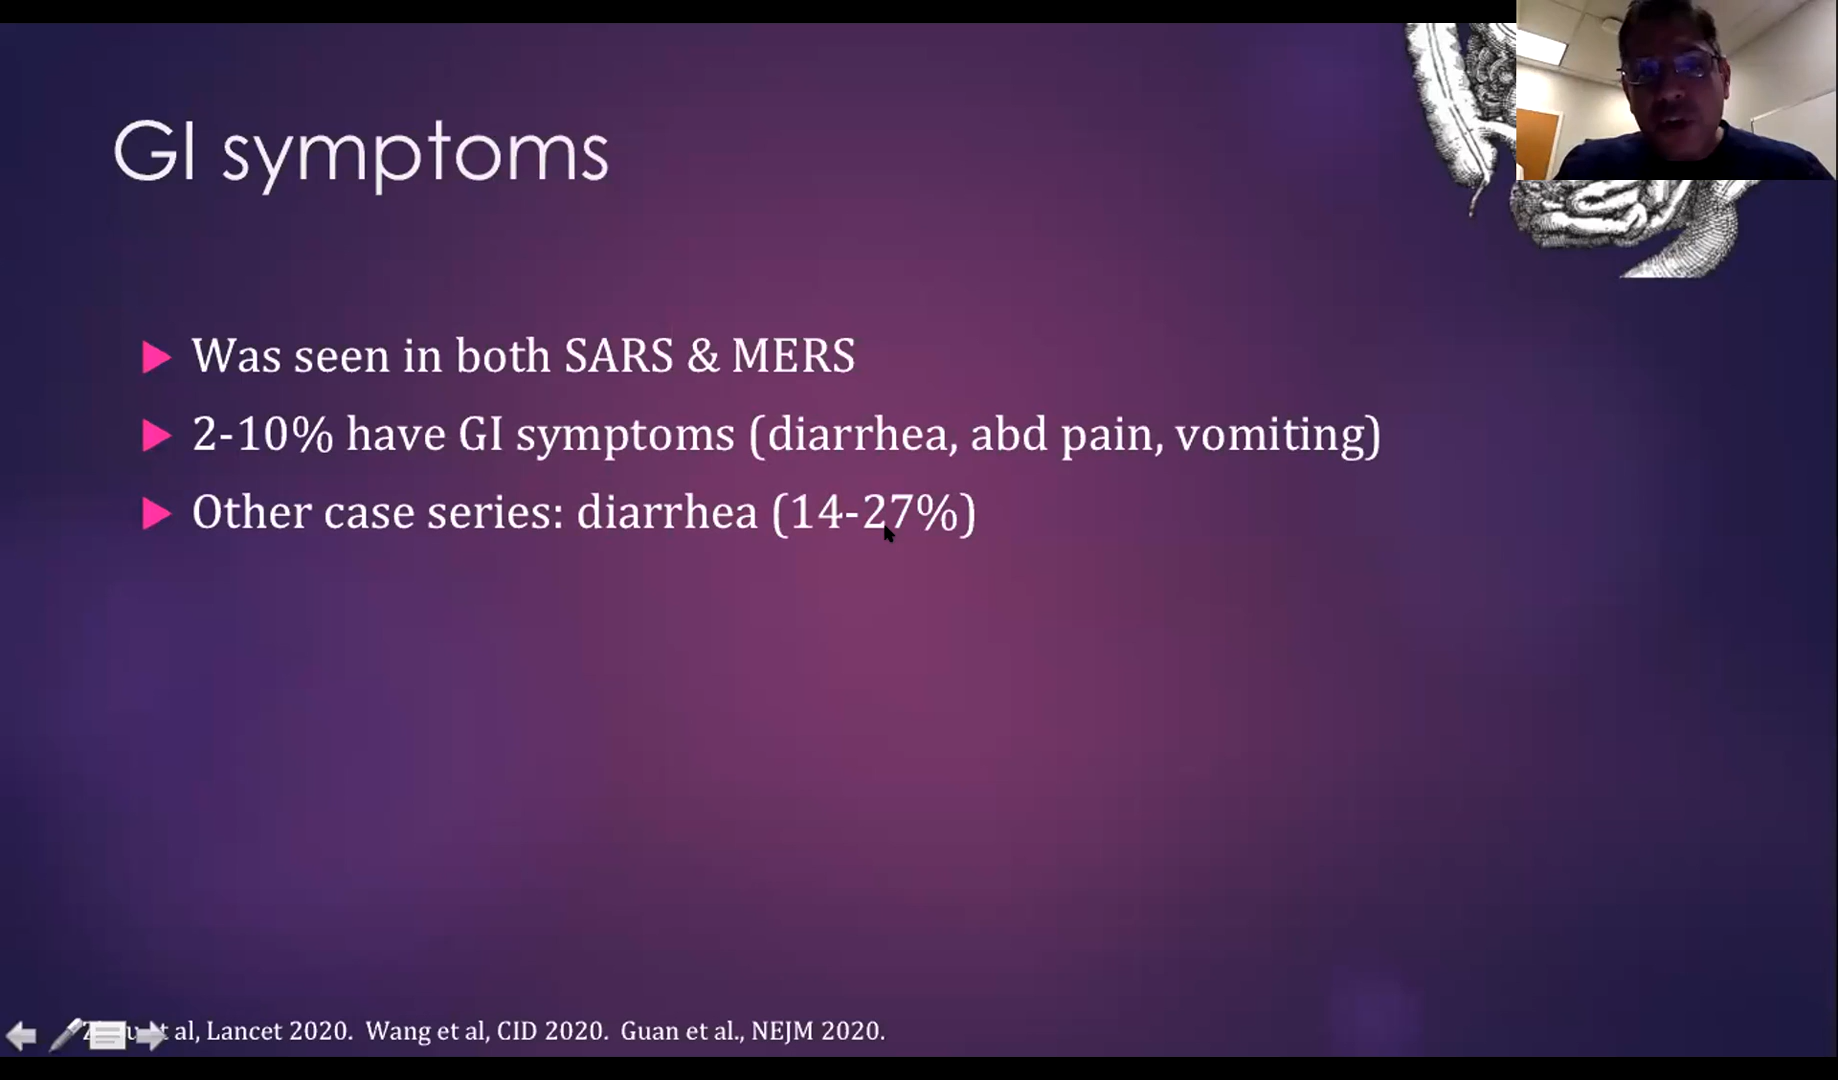 GI symptoms
Was seen in both SARS & MERS
2-10% have GI symptoms (diarrhea, abd pain, vomiting)
Other case series: diarrhea (14-27%)
al, Lancet 2020. Wang et al, CID 2020. Guan et al., NEJM 2020.